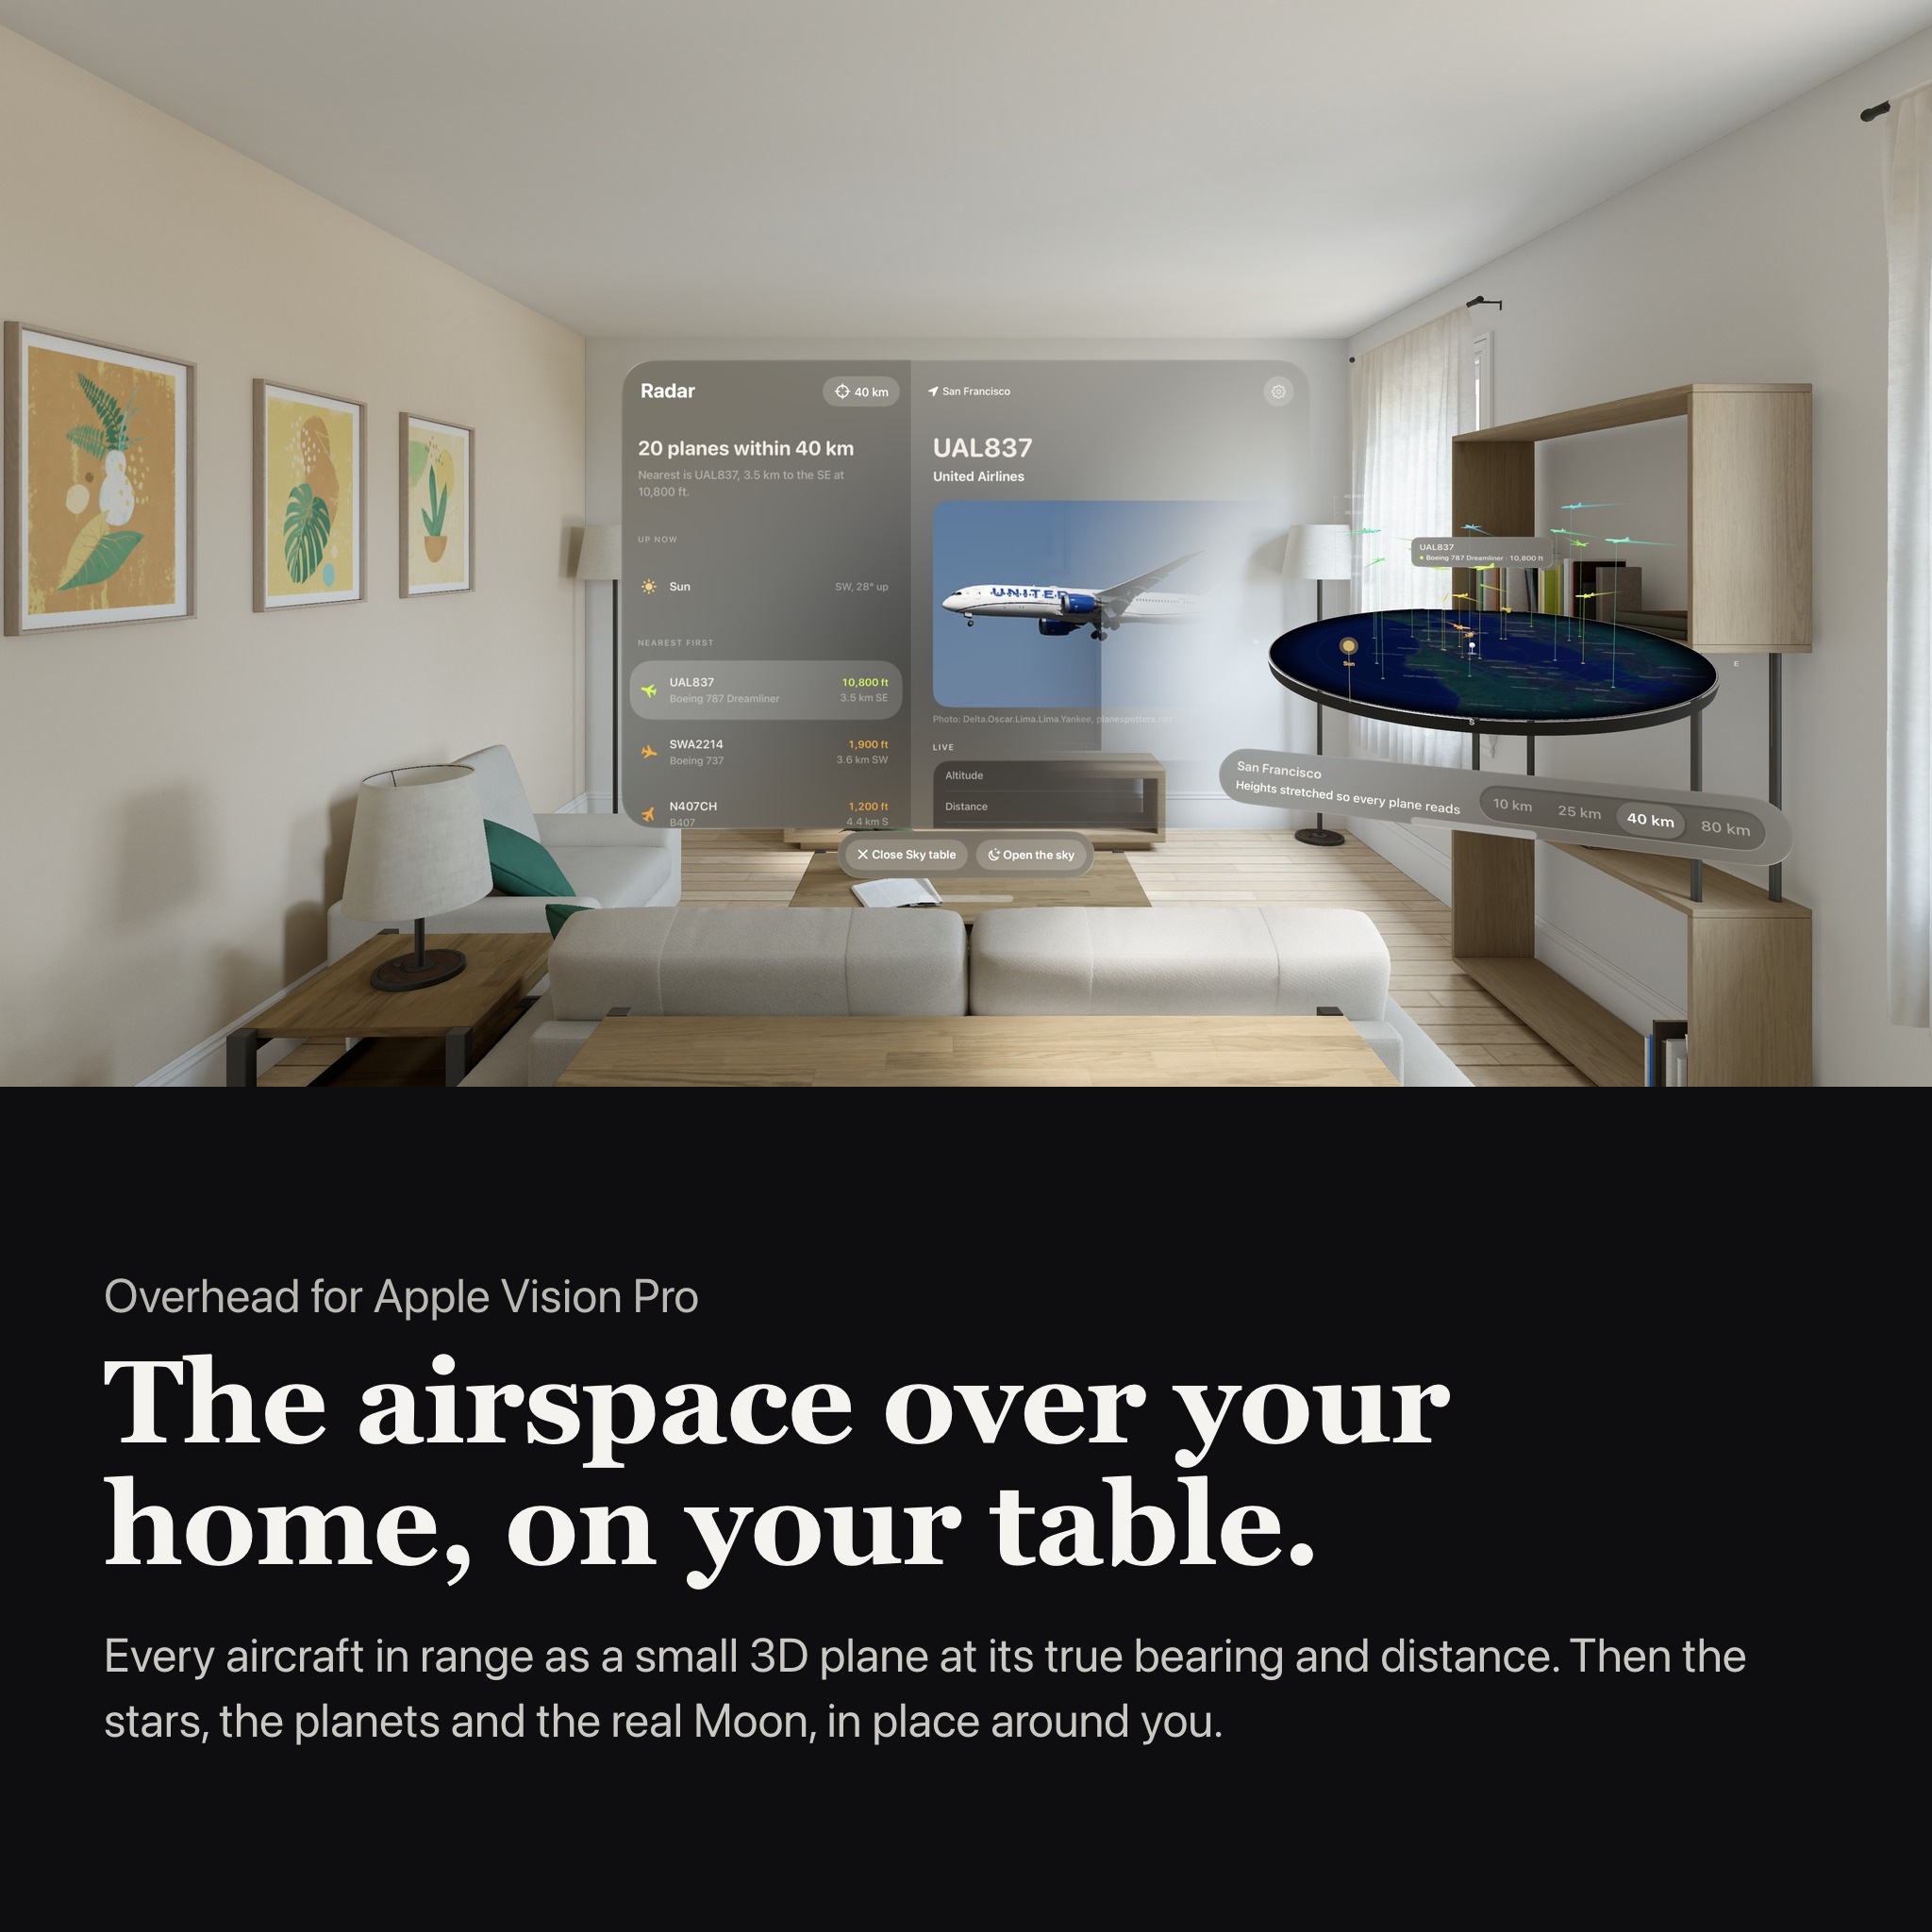 Radar
40 km
San Francisco
20 planes within 40 km
Nearest is UAL837, 3.5 km to the SE at
10,800 ft.
UP NOW
Sun
SW, 28° up
NEAREST FIRST
UAL837
10,800 ft
Boeing 787 Dreamliner
3.5 km SE
SWA2214
1,900 ft
Boeing 737
3.6 km SW
N407CH
1,200 ft
B407
4.4 km S
UAL837
United Airlines
UNITED
Photo: Delta.Oscar.Lima.Lima.Yankee, planespotters.net
LIVE
Altitude
Distance
Close Sky table
Open the sky
UAL837
Boeing 787 Dreamliner · 10,800 ft
Sun
E
S
San Francisco
Heights stretched so every plane reads
10 km
25 km
40 km
80 km
Overhead for Apple Vision Pro
The airspace over your
home, on your table.
Every aircraft in range as a small 3D plane at its true bearing and distance. Then the
stars, the planets and the real Moon, in place around you.